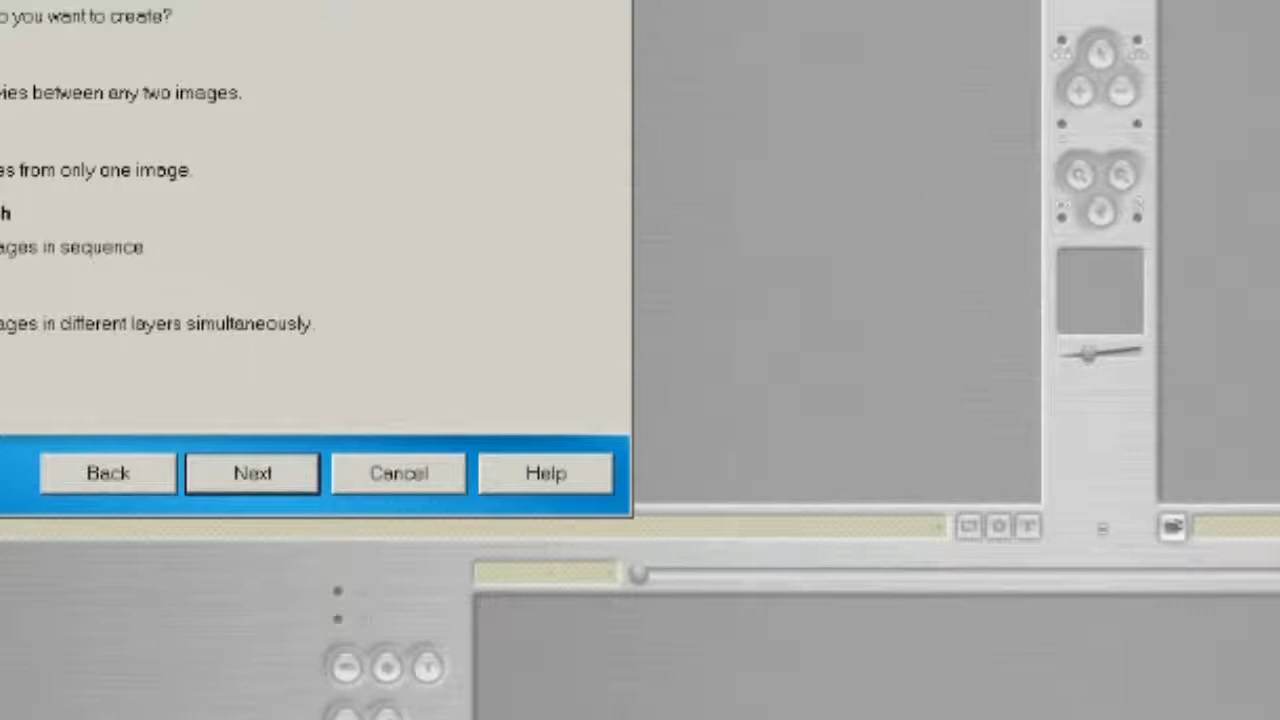 o you want to create?
ies between any two images.
es from only one image.
h
ages in sequence
ages in different layers simultaneously.
Back Next Cancel Help